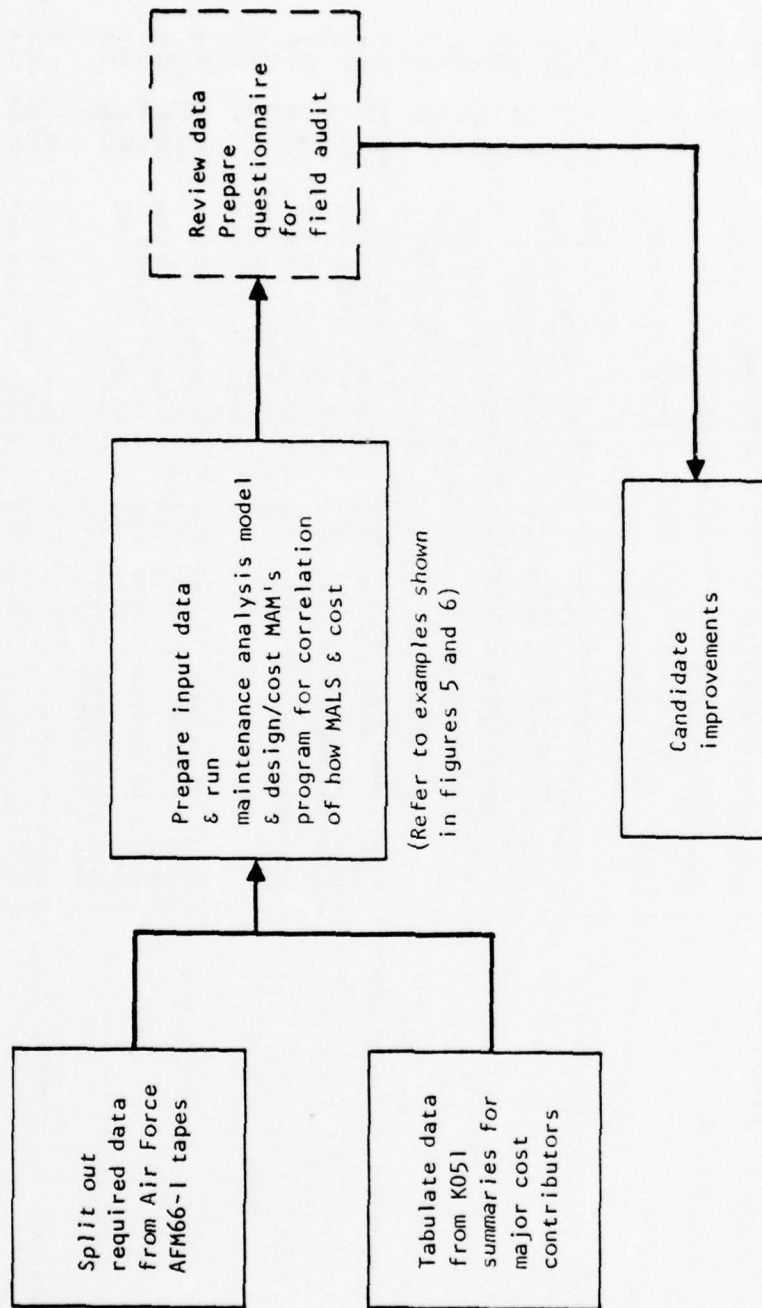 Split out
required data
from Air Force
AFM66-1 tapes
Tabulate data
from K051
summaries for
major cost
contributors
Prepare input data
& run
maintenance analysis model
& design/cost MAM's
program for correlation
of how MALS & cost
(Refer to examples shown
in figures 5 and 6)
Review data
Prepare
questionnaire
for
field audit
Candidate
improvements